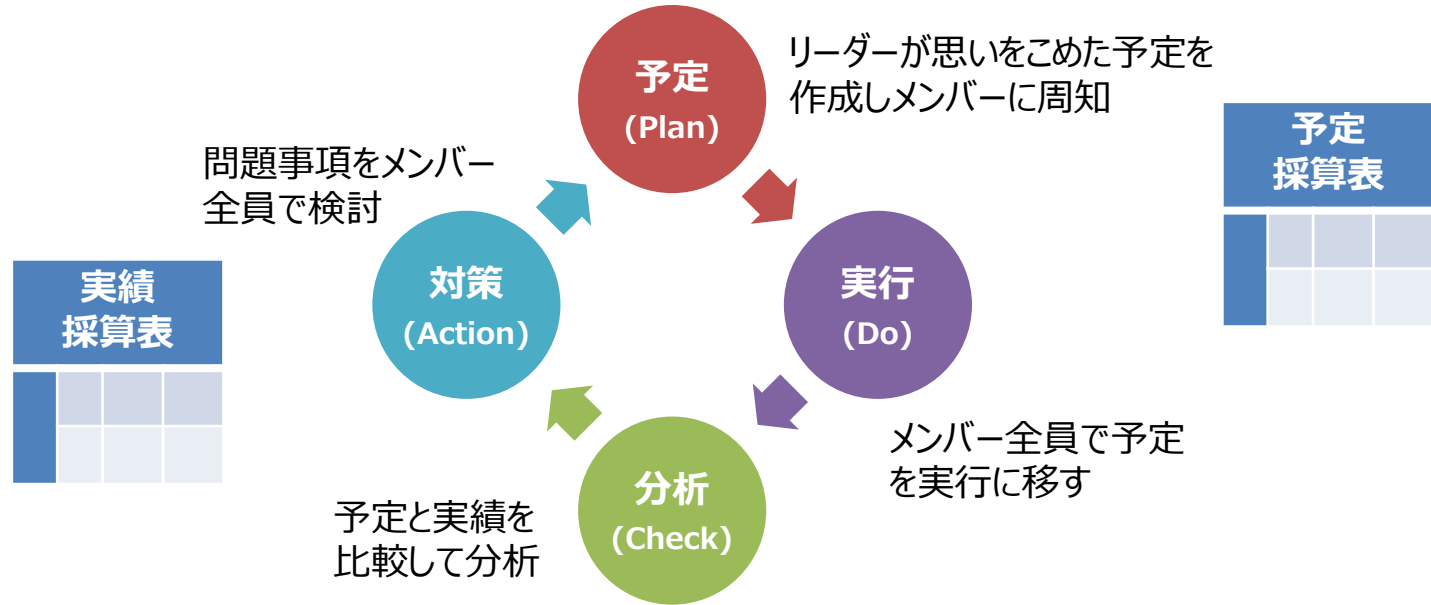 予定
(Plan)
リーダーが思いをこめた予定を
作成しメンバーに周知
予定
採算表
問題事項をメンバー
全員で検討
対策
(Action)
実行
(Do)
実績
採算表
メンバー全員で予定
を実行に移す
分析
(Check)
予定と実績を
比較して分析